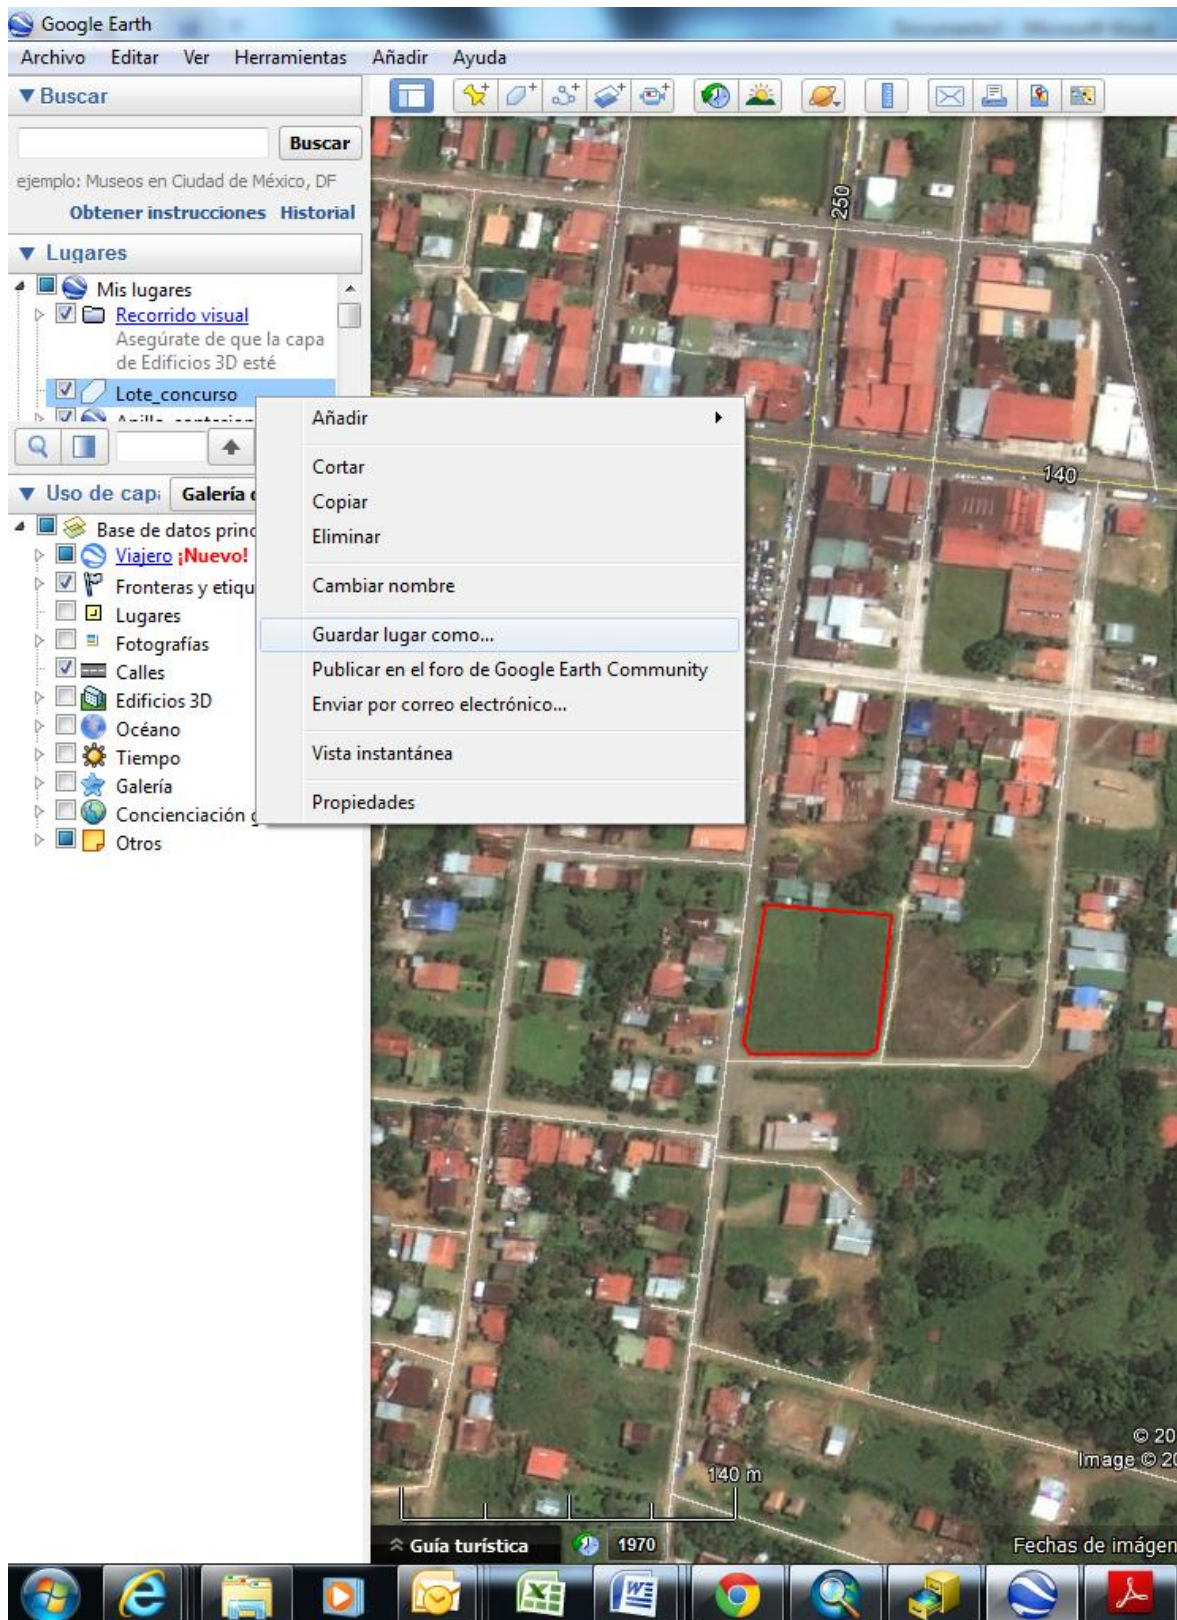 Google Earth
Archivo Editar Ver Herramientas Añadir Ayuda
Buscar
Buscar
ejemplo: Museos en Ciudad de México, DF
Obtener instrucciones Historial
Lugares
Mis lugares
Recorrido visual
Asegúrate de que la capa
de Edificios 3D esté
Lote_concurso
Añadir
Cortar
Copiar
Eliminar
Cambiar nombre
Guardar lugar como...
Publicar en el foro de Google Earth Community
Enviar por correo electrónico...
Vista instantánea
Propiedades
Uso de cap
Galería
Base de datos princ
Viajero ¡Nuevo!
Fronteras y etiqu
Lugares
Fotografías
Calles
Edificios 3D
Océano
Tiempo
Galería
Concienciación
Otros
250
140
© 20
Image © 20
140 m
Guía turística
1970
Fechas de imágen